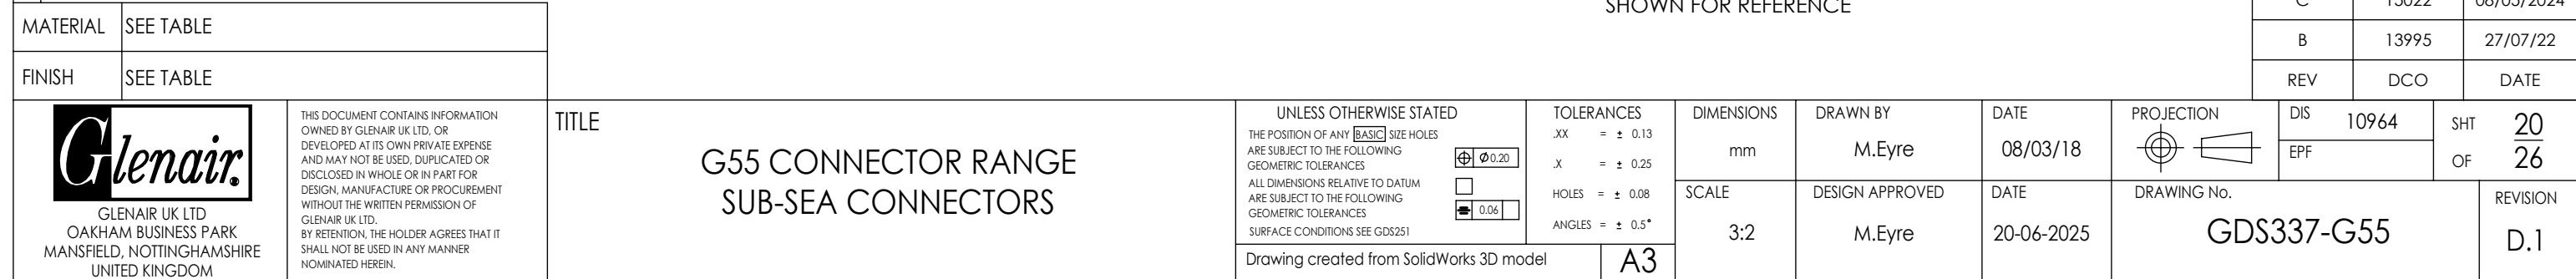 SHOWN FOR REFERENCE
MATERIAL SEE TABLE
FINISH SEE TABLE
C 15022 08/05/2024
B 13995 27/07/22
REV DCO DATE
Glenair®
GLENAIR UK LTD
OAKHAM BUSINESS PARK
MANSFIELD, NOTTINGHAMSHIRE
UNITED KINGDOM
THIS DOCUMENT CONTAINS INFORMATION
OWNED BY GLENAIR UK LTD, OR
DEVELOPED AT ITS OWN PRIVATE EXPENSE
AND MAY NOT BE USED, DUPLICATED OR
DISCLOSED IN WHOLE OR IN PART FOR
DESIGN, MANUFACTURE OR PROCUREMENT
WITHOUT THE WRITTEN PERMISSION OF
GLENAIR UK LTD.
BY RETENTION, THE HOLDER AGREES THAT IT
SHALL NOT BE USED IN ANY MANNER
NOMINATED HEREIN.
TITLE
G55 CONNECTOR RANGE
SUB-SEA CONNECTORS
UNLESS OTHERWISE STATED
THE POSITION OF ANY BASIC SIZE HOLES
ARE SUBJECT TO THE FOLLOWING
GEOMETRIC TOLERANCES
⌖ Ø0.20
ALL DIMENSIONS RELATIVE TO DATUM
ARE SUBJECT TO THE FOLLOWING
GEOMETRIC TOLERANCES
0.06
SURFACE CONDITIONS SEE GDS251
Drawing created from SolidWorks 3D model
A3
TOLERANCES
.XX = ± 0.13
.X = ± 0.25
HOLES = ± 0.08
ANGLES = ± 0.5°
DIMENSIONS
mm
SCALE
3:2
DRAWN BY
M.Eyre
DESIGN APPROVED
M.Eyre
DATE
08/03/18
DATE
20-06-2025
PROJECTION
DIS 10964
EPF
SHT 20
OF 26
DRAWING No.
GDS337-G55
REVISION
D.1